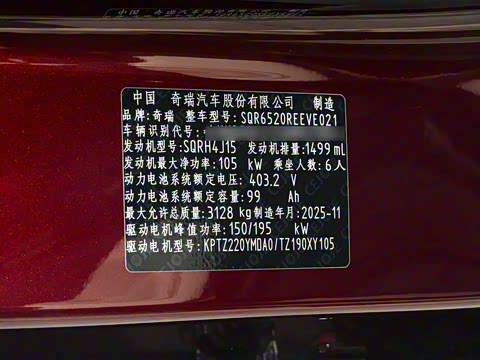 中国 奇瑞汽车股份有限公司 制造
品牌:奇瑞 整车型号:SQR6520REEVE021
车辆识别代号:
发动机型号:SQRH4J15 发动机排量:1499 mL
发动机最大净功率:105 kW 乘坐人数:6人
动力电池系统额定电压:403.2 V
动力电池系统额定容量:99 Ah
最大允许总质量:3128 kg制造年月:2025-11
驱动电机峰值功率:150/195 kW
驱动电机型号:KPTZ220YMDA0/TZ190XY105